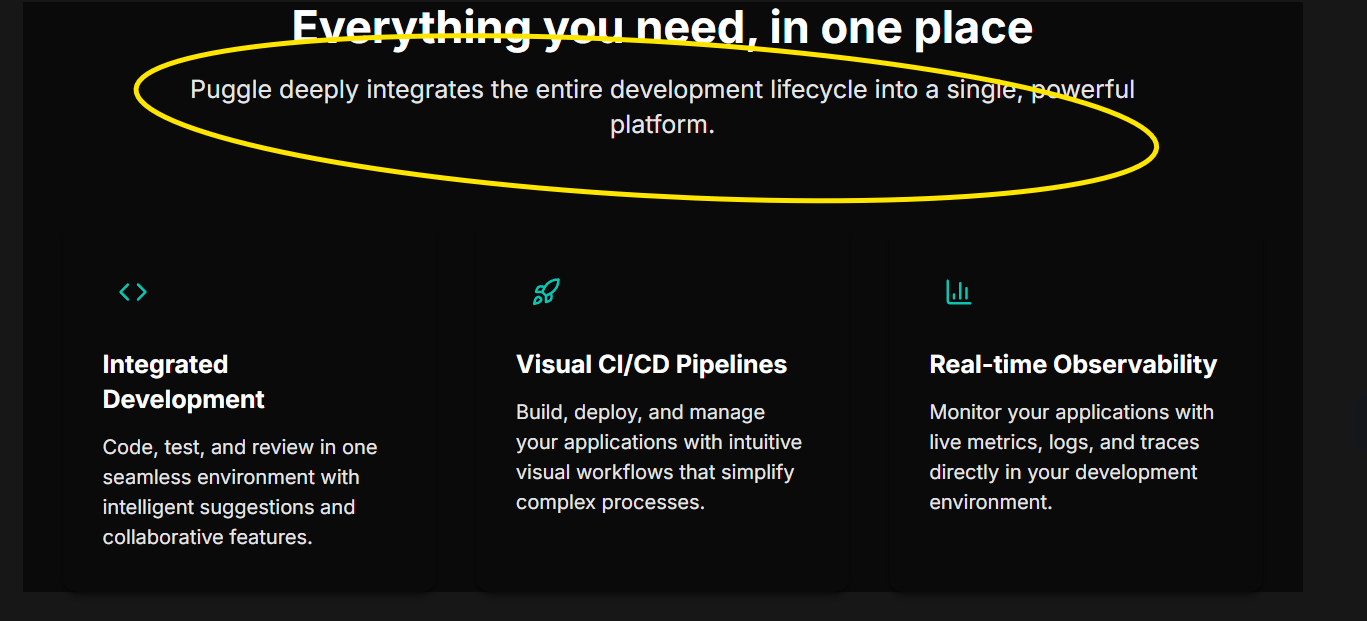 Everything you need, in one place
Puggle deeply integrates the entire development lifecycle into a single, powerful
platform.
Integrated
Development
Code, test, and review in one
seamless environment with
intelligent suggestions and
collaborative features.
Visual CI/CD Pipelines
Build, deploy, and manage
your applications with intuitive
visual workflows that simplify
complex processes.
Real-time Observability
Monitor your applications with
live metrics, logs, and traces
directly in your development
environment.